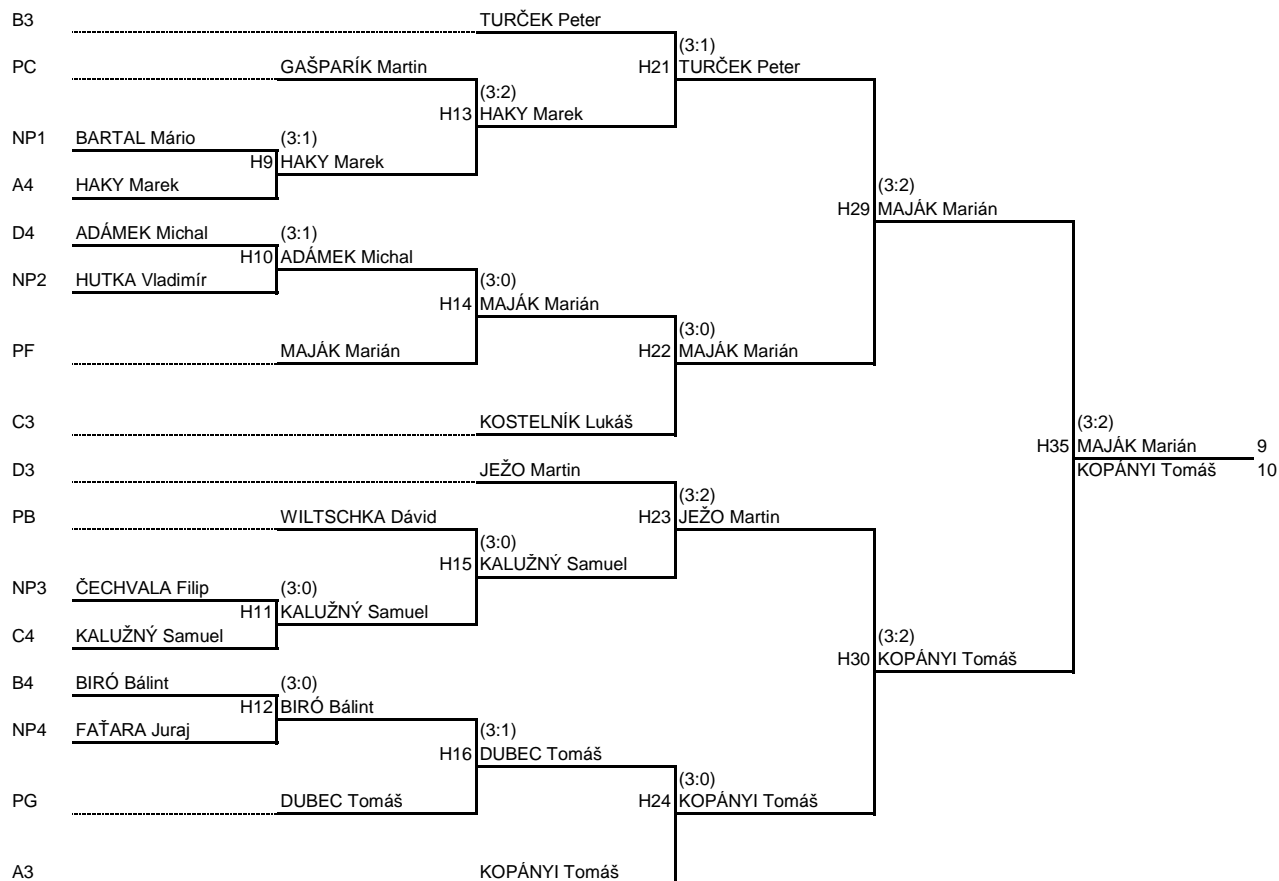 B3 TURČEK Peter
(3:1)
PC GAŠPARÍK Martin H21 TURČEK Peter
(3:2)
H13 HAKY Marek
NP1 BARTAL Mário (3:1)
H9 HAKY Marek
A4 HAKY Marek (3:2)
H29 MAJÁK Marián
D4 ADÁMEK Michal (3:1)
H10 ADÁMEK Michal
NP2 HUTKA Vladimír (3:0)
H14 MAJÁK Marián
(3:0)
PF MAJÁK Marián H22 MAJÁK Marián
C3 KOSTELNÍK Lukáš (3:2)
H35 MAJÁK Marián 9
D3 JEŽO Martin KOPÁNYI Tomáš 10
(3:2)
PB WILTSCHKA Dávid H23 JEŽO Martin
(3:0)
H15 KALUŽNÝ Samuel
NP3 ČECHVALA Filip (3:0)
H11 KALUŽNÝ Samuel
C4 KALUŽNÝ Samuel (3:2)
H30 KOPÁNYI Tomáš
B4 BIRÓ Bálint (3:0)
H12 BIRÓ Bálint
NP4 FAŤARA Juraj (3:1)
H16 DUBEC Tomáš
(3:0)
PG DUBEC Tomáš H24 KOPÁNYI Tomáš
A3 KOPÁNYI Tomáš